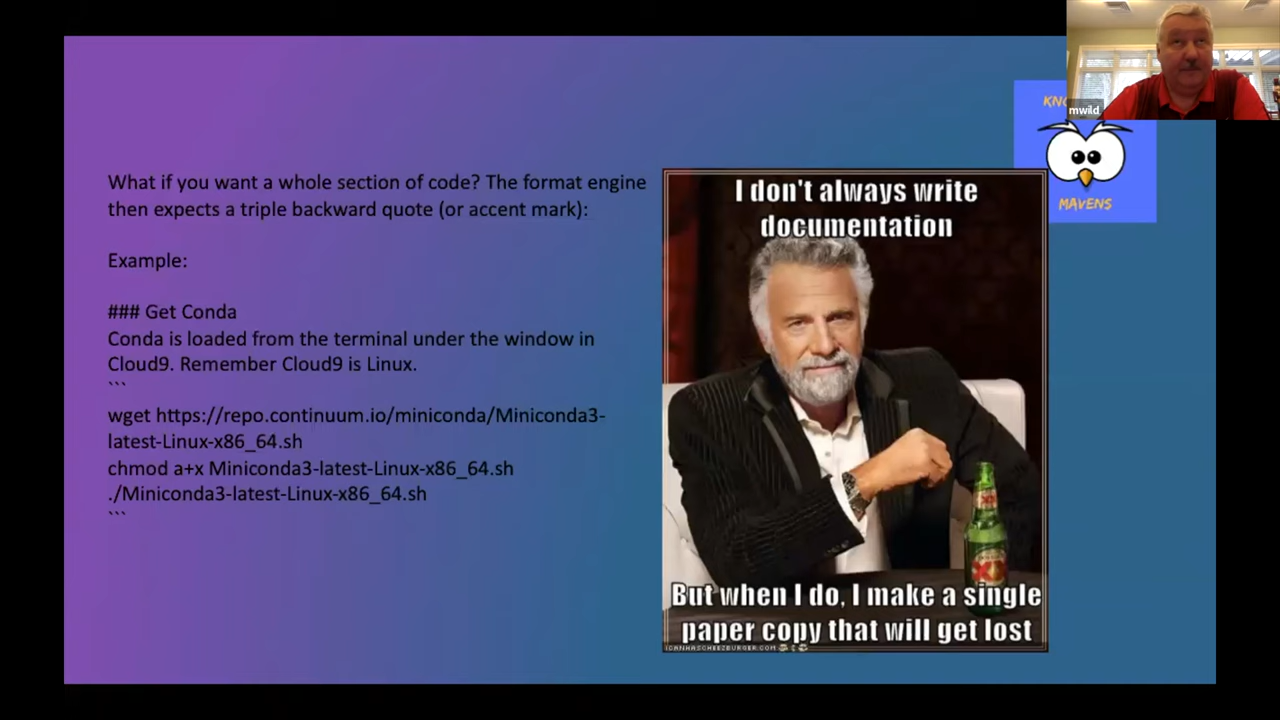 What if you want a whole section of code? The format engine
then expects a triple backward quote (or accent mark):
Example:
### Get Conda
Conda is loaded from the terminal under the window in
Cloud9. Remember Cloud9 is Linux.
```
wget https://repo.continuum.io/miniconda/Miniconda3-
latest-Linux-x86_64.sh
chmod a+x Miniconda3-latest-Linux-x86_64.sh
./Miniconda3-latest-Linux-x86_64.sh
```
I don't always write
documentation
XX
But when I do, I make a single
paper copy that will get lost
ICANHASCHEEZBURGER.COM
mwild
MAVENS